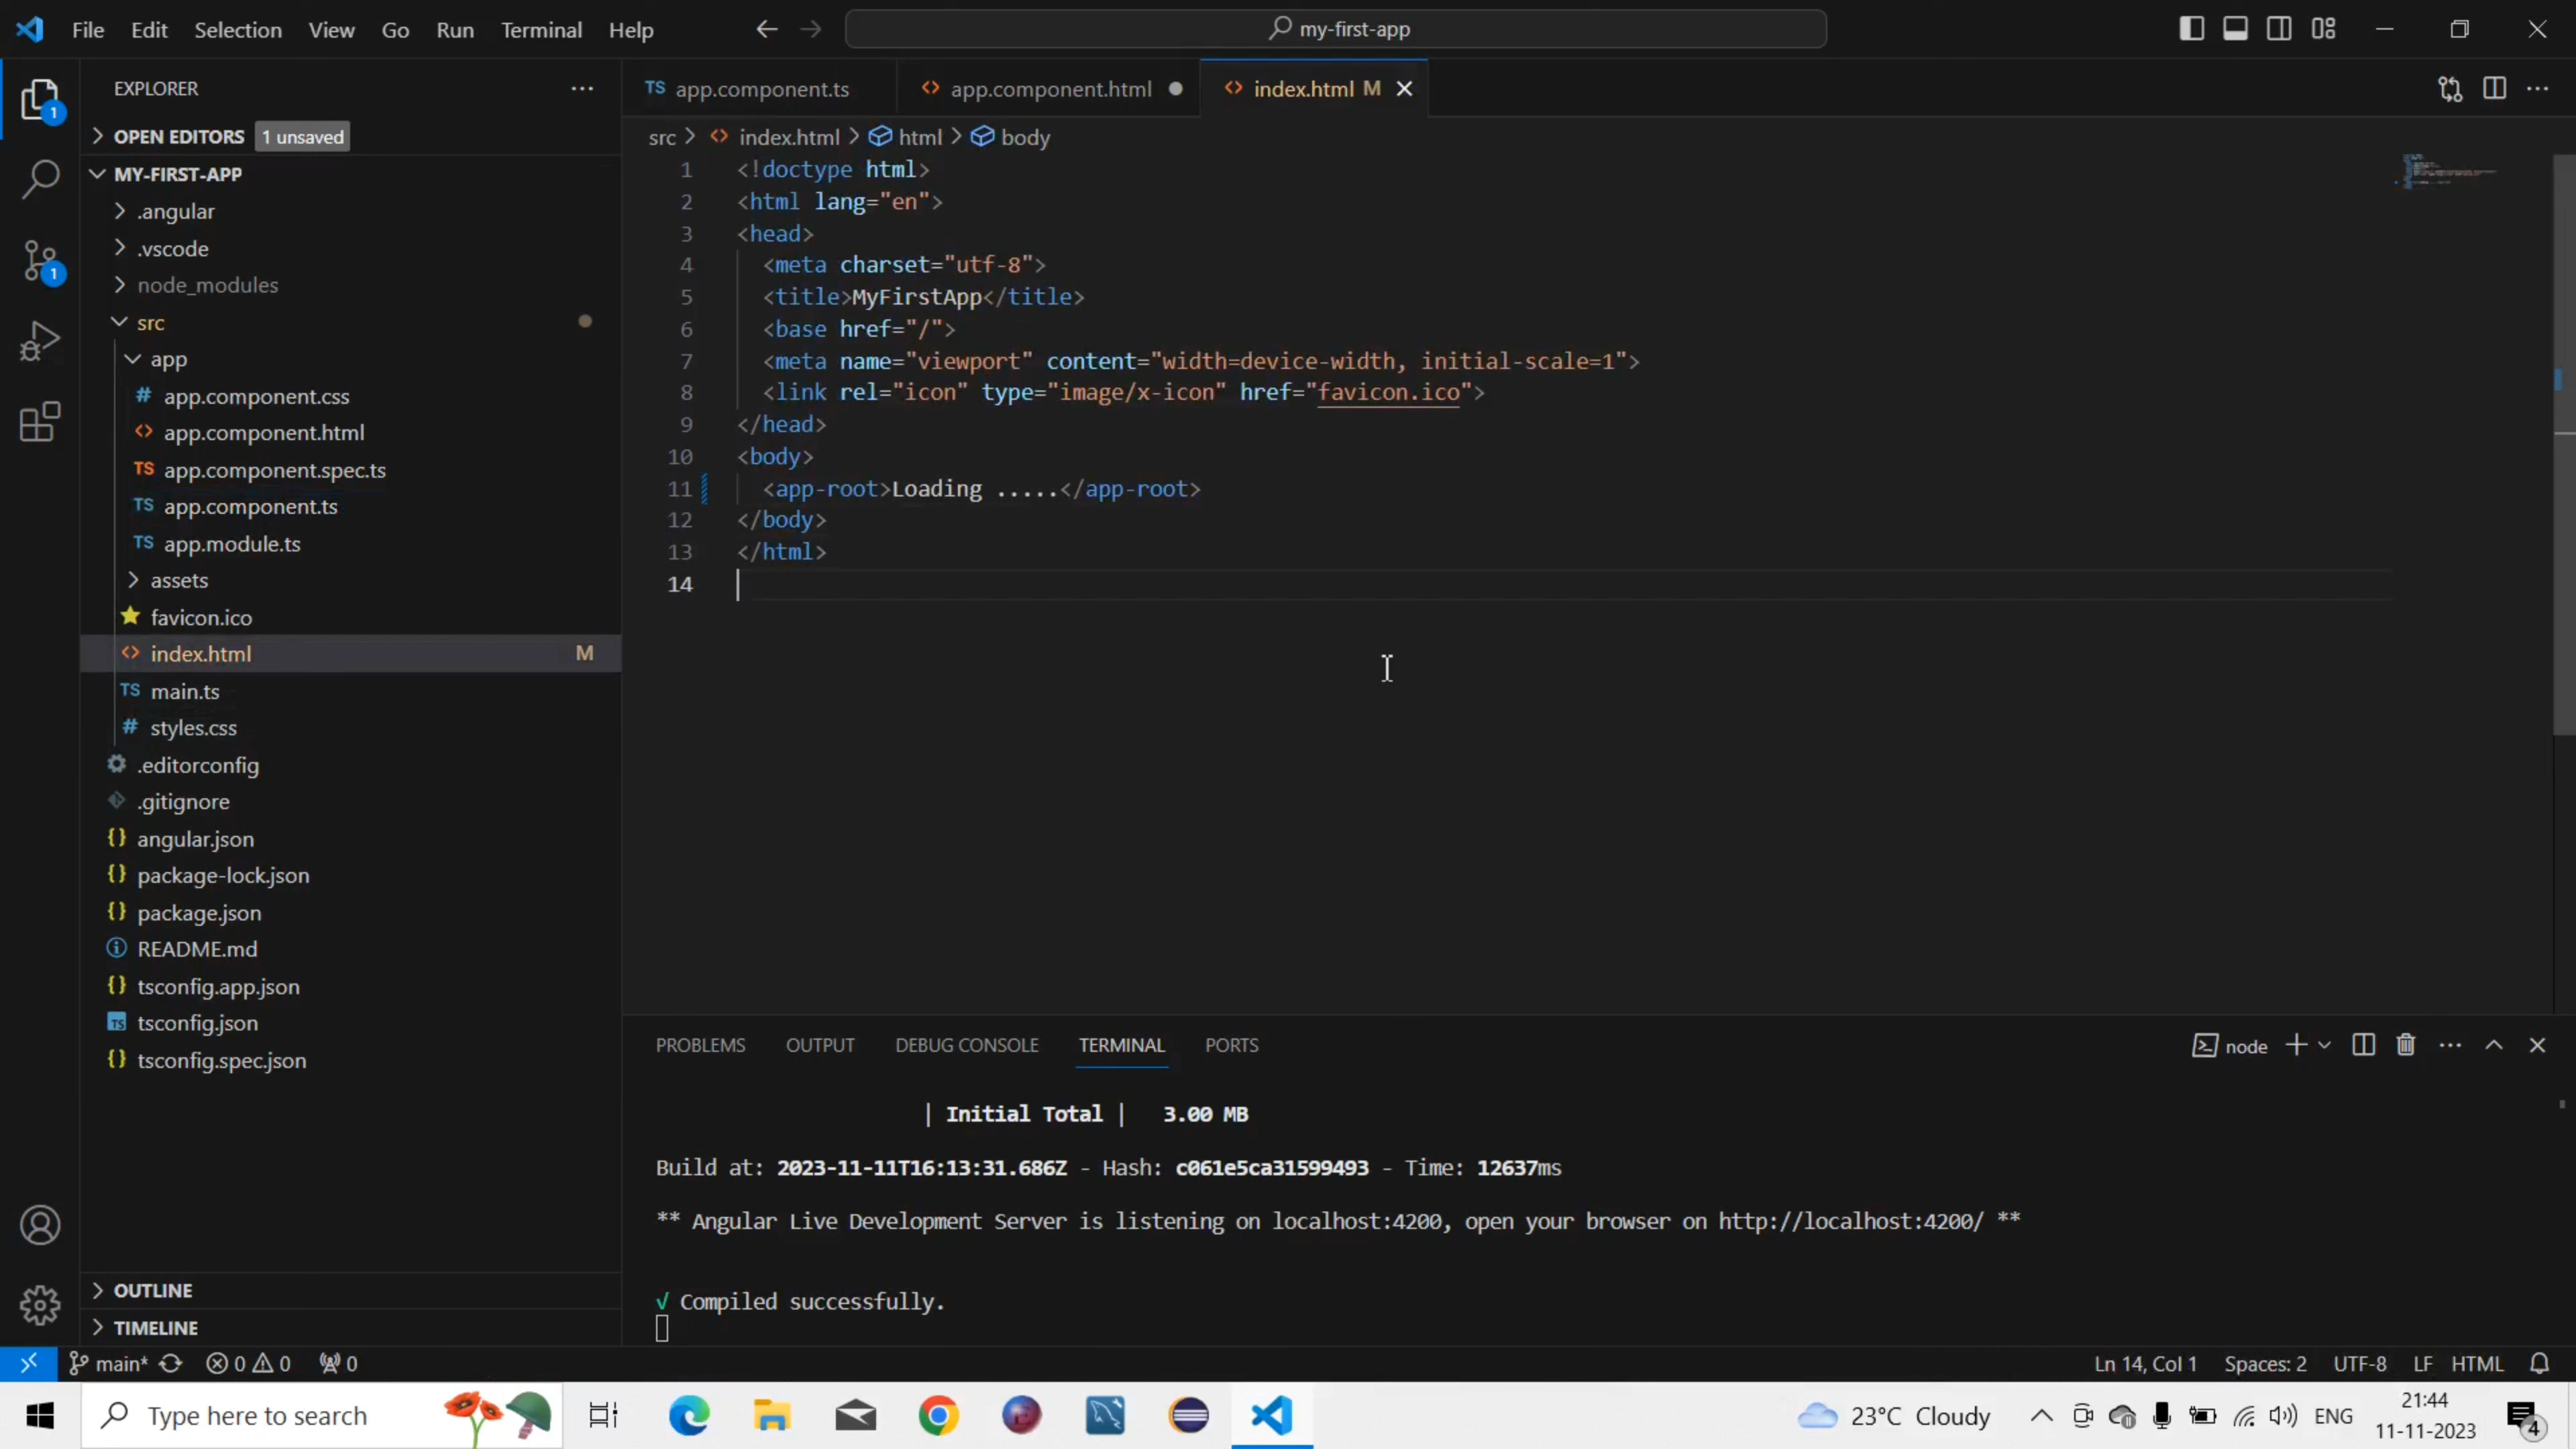 File Edit Selection View Go Run Terminal Help
my-first-app
EXPLORER
OPEN EDITORS 1 unsaved
MY-FIRST-APP
.angular
.vscode
node_modules
src
app
app.component.css
app.component.html
app.component.spec.ts
app.component.ts
app.module.ts
assets
favicon.ico
index.html M
main.ts
styles.css
.editorconfig
.gitignore
angular.json
package-lock.json
package.json
README.md
tsconfig.app.json
tsconfig.json
tsconfig.spec.json
OUTLINE
TIMELINE
1
1
TS app.component.ts
app.component.html
index.html M
src > index.html > html > body
1 <!doctype html>
2 <html lang="en">
3 <head>
4 <meta charset="utf-8">
5 <title>MyFirstApp</title>
6 <base href="/">
7 <meta name="viewport" content="width=device-width, initial-scale=1">
8 <link rel="icon" type="image/x-icon" href="favicon.ico">
9 </head>
10 <body>
11 <app-root>Loading .....</app-root>
12 </body>
13 </html>
14
PROBLEMS OUTPUT DEBUG CONSOLE TERMINAL PORTS
node
| Initial Total | 3.00 MB
Build at: 2023-11-11T16:13:31.686Z - Hash: c061e5ca31599493 - Time: 12637ms
** Angular Live Development Server is listening on localhost:4200, open your browser on http://localhost:4200/ **
√ Compiled successfully.
main* 0 0 0
Ln 14, Col 1 Spaces: 2 UTF-8 LF HTML
Type here to search
23°C Cloudy
ENG
21:44
11-11-2023
4